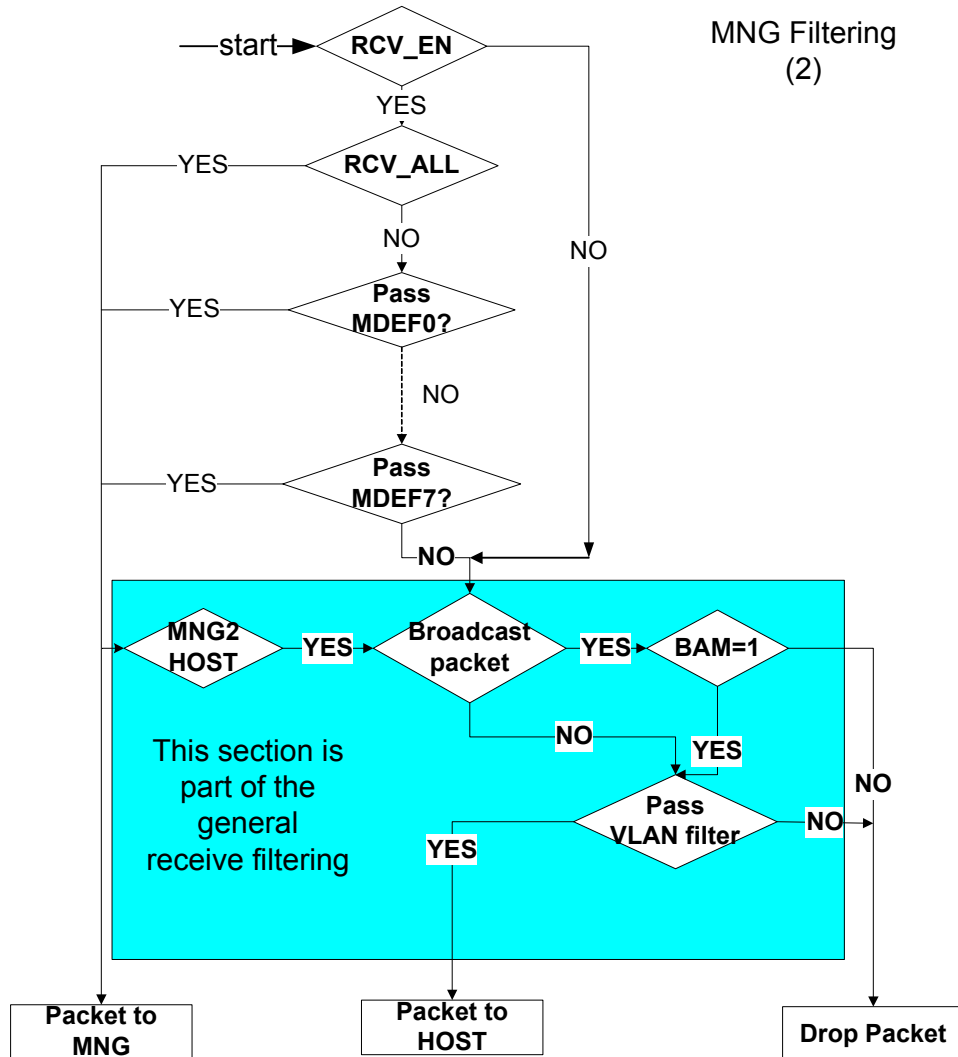 MNG Filtering
(2)
start
RCV_EN
YES
RCV_ALL
YES
NO
NO
Pass
MDEF0?
YES
NO
Pass
MDEF7?
YES
NO
MNG2
HOST
YES
Broadcast
packet
YES
BAM=1
NO
YES
NO
This section is
part of the
general
receive filtering
Pass
VLAN filter
YES
NO
Packet to
MNG
Packet to
HOST
Drop Packet